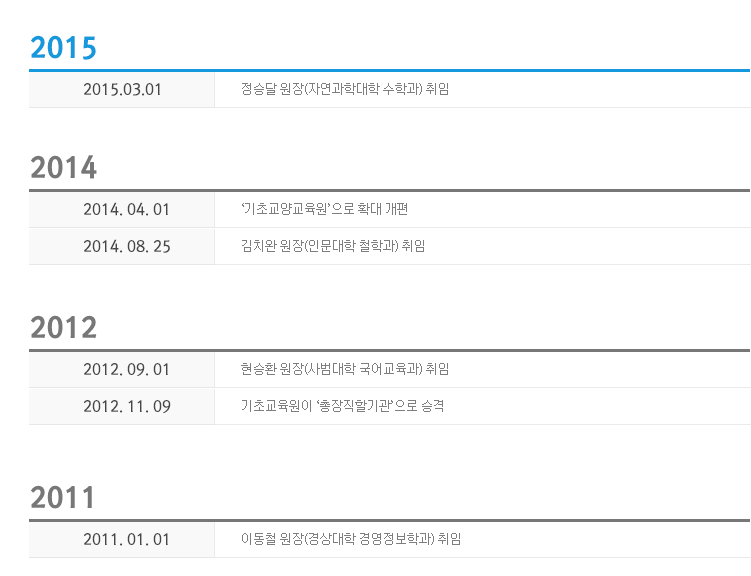 2015
2015.03.01 정승달 원장(자연과학대학 수학과) 취임
2014
2014. 04. 01 '기초교양교육원'으로 확대 개편
2014. 08. 25 김치완 원장(인문대학 철학과) 취임
2012
2012. 09. 01 현승환 원장(사범대학 국어교육과) 취임
2012. 11. 09 기초교육원이 '총장직할기관'으로 승격
2011
2011. 01. 01 이동철 원장(경상대학 경영정보학과) 취임